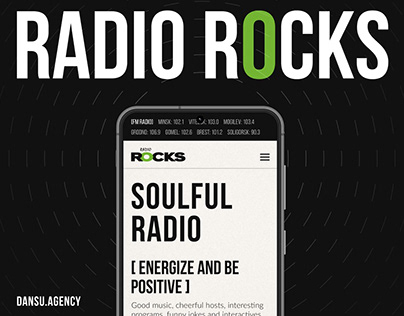 RADIO ROCKS
[FM RADIO] MINSK: 102.1 VITEBSK: 103.0 MOGILEV: 103.4
GRODNO: 106.9 GOMEL: 102.6 BREST: 101.2 SOLIGORSK: 90.3
RADIO
ROCKS
SOULFUL
RADIO
[ ENERGIZE AND BE
POSITIVE ]
Good music, cheerful hosts, interesting
programs, funny jokes and interactives
DANSU.AGENCY